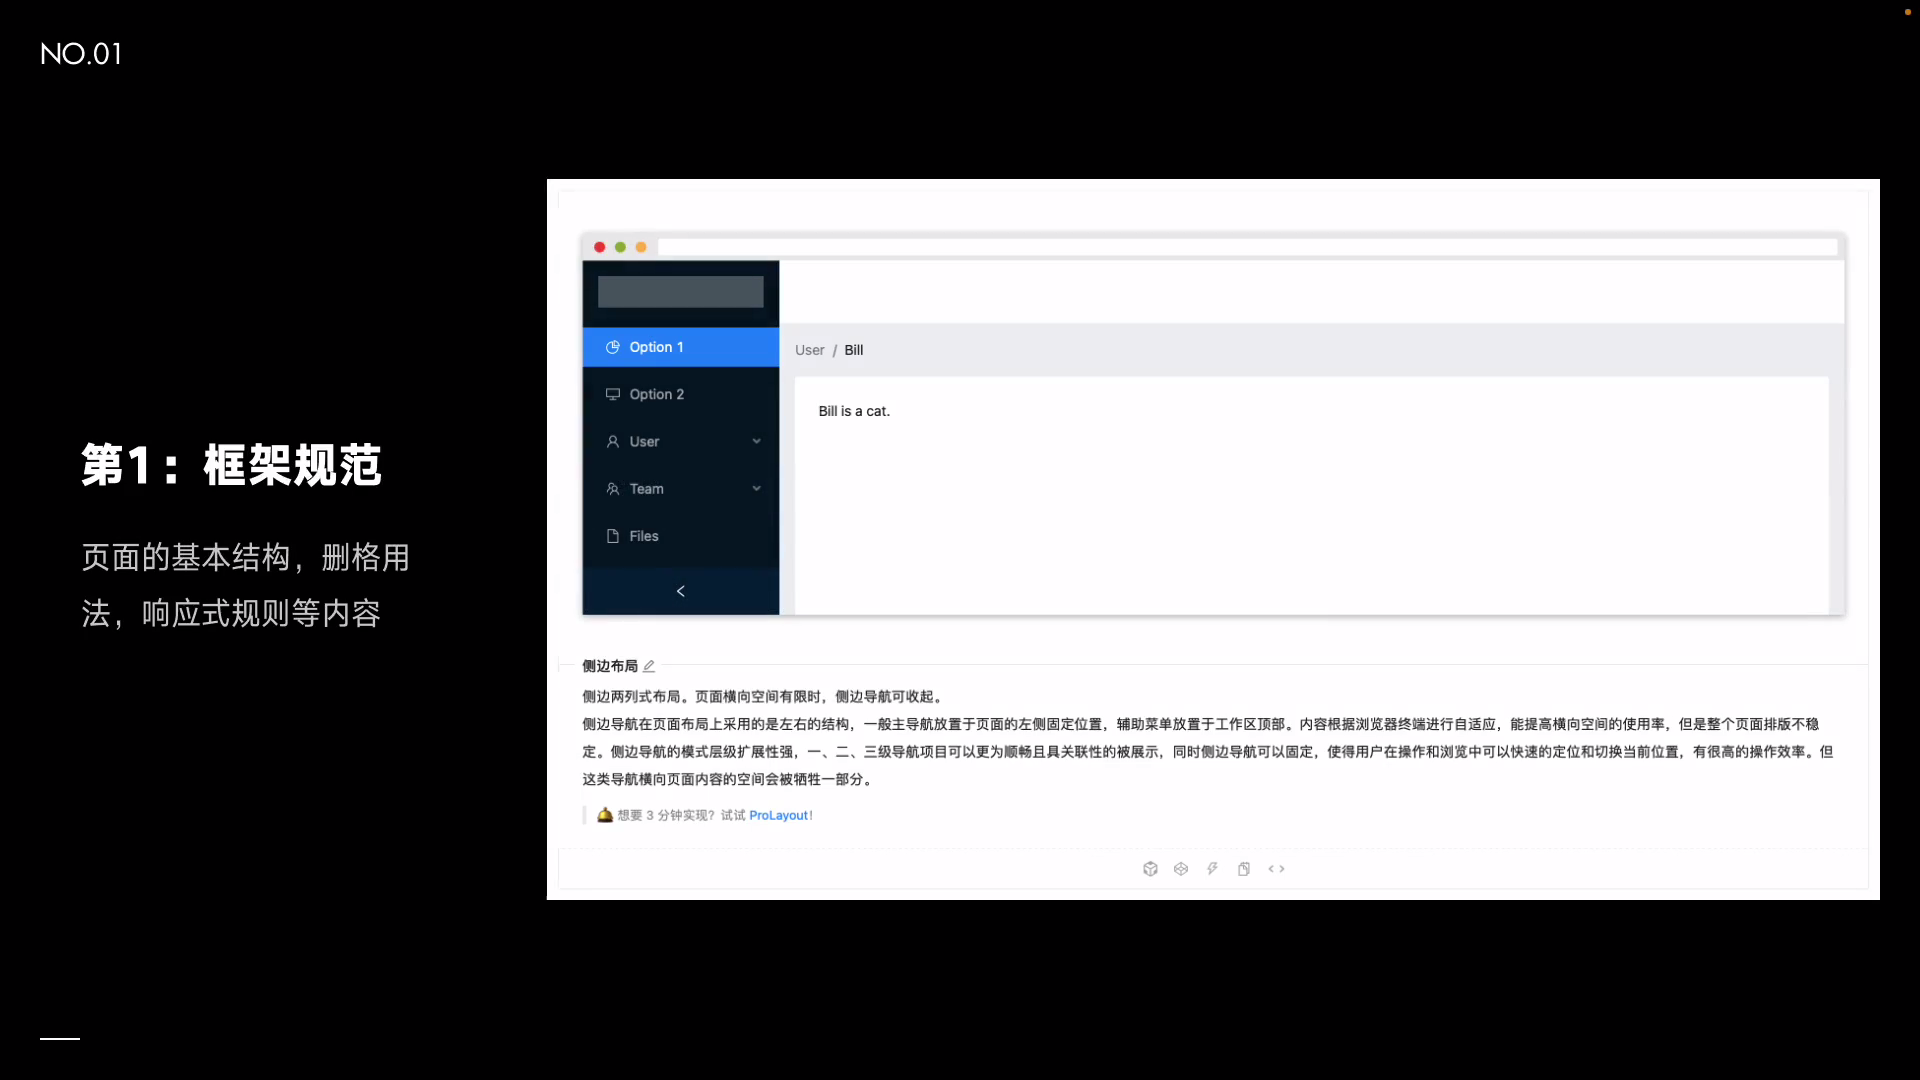 NO.01
第1：框架规范
页面的基本结构，删格用
法，响应式规则等内容
Option 1
Option 2
User
Team
Files
User / Bill
Bill is a cat.
侧边布局
侧边两列式布局。页面横向空间有限时，侧边导航可收起。
侧边导航在页面布局上采用的是左右的结构，一般主导航放置于页面的左侧固定位置，辅助菜单放置于工作区顶部。内容根据浏览器终端进行自适应，能提高横向空间的使用率，但是整个页面排版不稳
定。侧边导航的模式层级扩展性强，一、二、三级导航项目可以更为顺畅且具关联性的被展示，同时侧边导航可以固定，使得用户在操作和浏览中可以快速的定位和切换当前位置，有很高的操作效率。但
这类导航横向页面内容的空间会被牺牲一部分。
想要 3 分钟实现？试试 ProLayout！